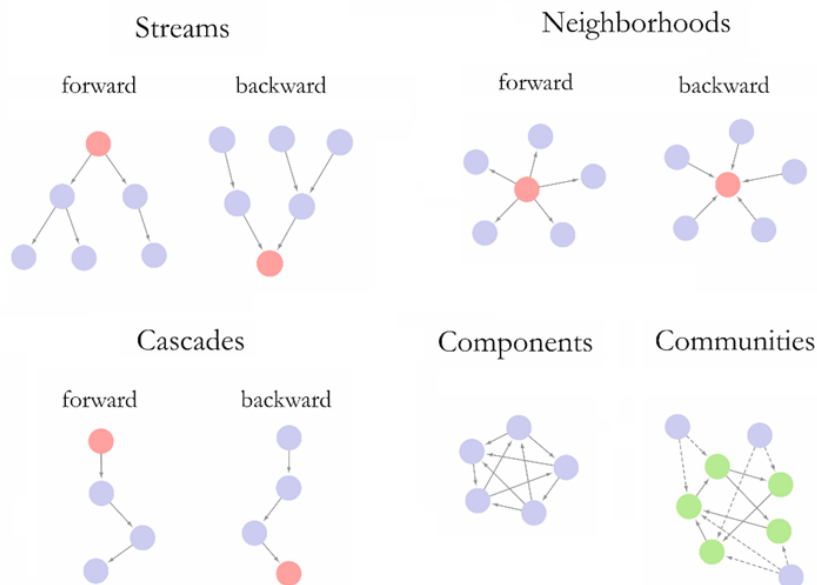 Streams
forward backward
Neighborhoods
forward backward
Cascades
forward backward
Components
Communities